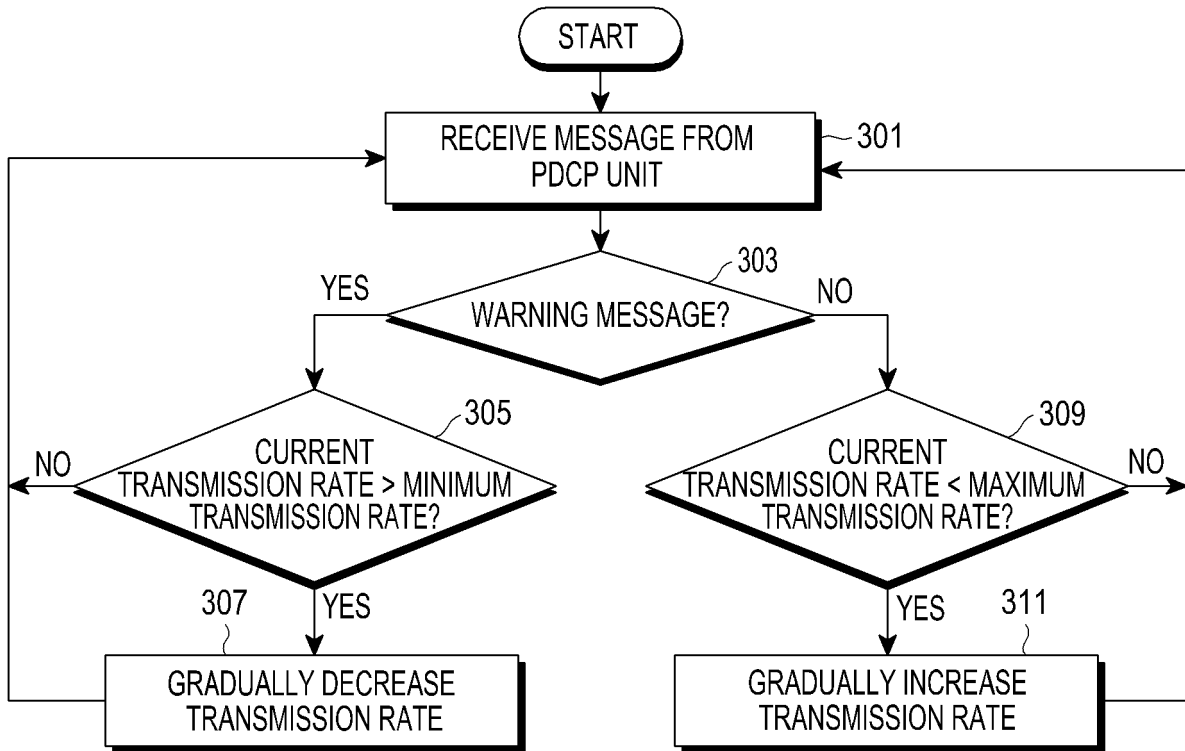 START
RECEIVE MESSAGE FROM
PDCP UNIT
301
303
YES
WARNING MESSAGE?
NO
305
NO
CURRENT
TRANSMISSION RATE > MINIMUM
TRANSMISSION RATE?
309
CURRENT
TRANSMISSION RATE < MAXIMUM
TRANSMISSION RATE?
NO
307
YES
GRADUALLY DECREASE
TRANSMISSION RATE
YES
311
GRADUALLY INCREASE
TRANSMISSION RATE